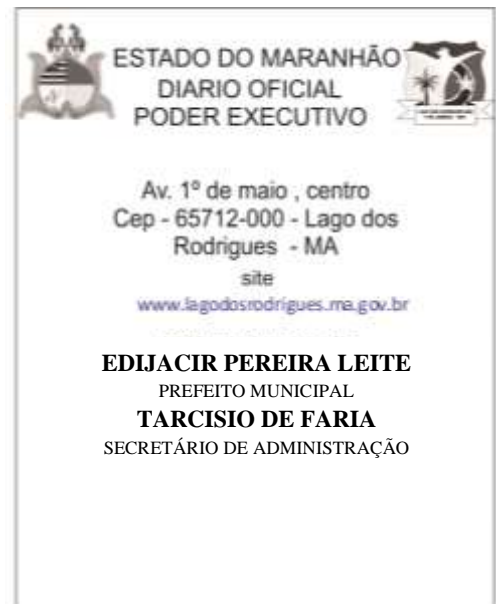 ESTADO DO MARANHÃO
DIARIO OFICIAL
PODER EXECUTIVO
Av. 1º de maio , centro
Cep - 65712-000 - Lago dos
Rodrigues - MA
site
www.lagodosrodrigues.ma.gov.br
EDIJACIR PEREIRA LEITE
PREFEITO MUNICIPAL
TARCISIO DE FARIA
SECRETÁRIO DE ADMINISTRAÇÃO